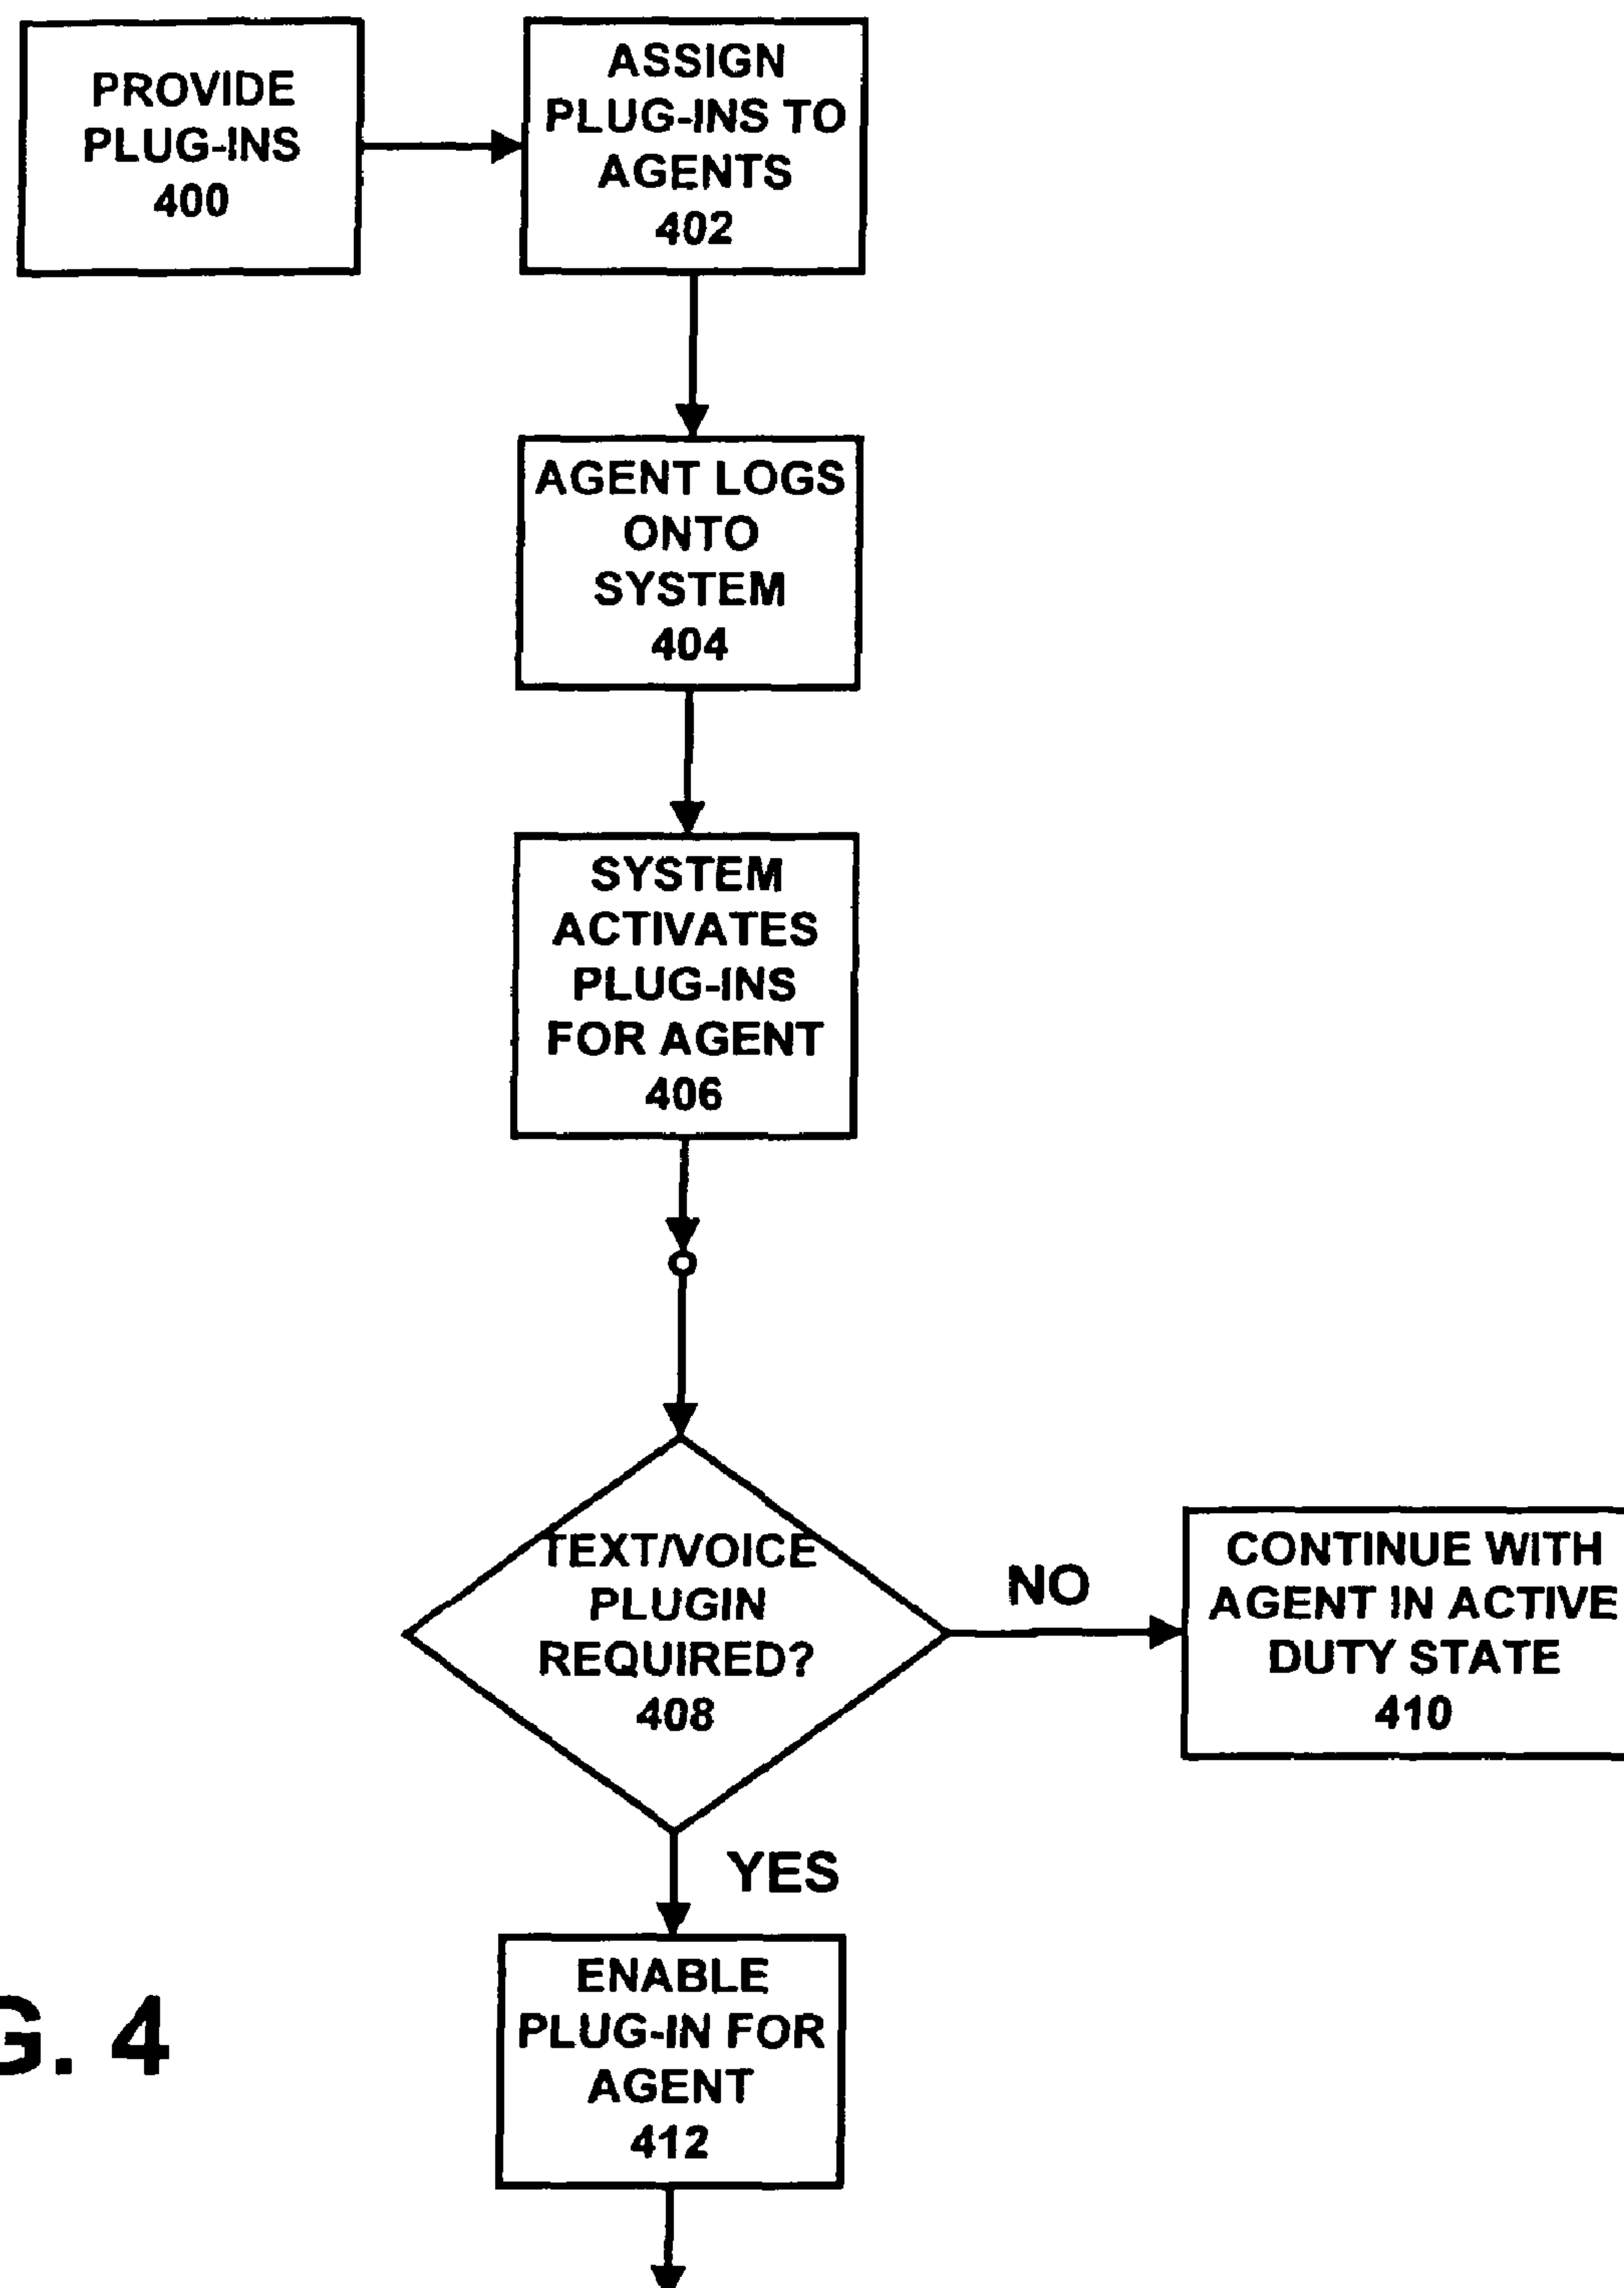 PROVIDE
PLUG-INS
400
ASSIGN
PLUG-INS TO
AGENTS
402
AGENT LOGS
ONTO
SYSTEM
404
SYSTEM
ACTIVATES
PLUG-INS
FOR AGENT
406
TEXT/VOICE
PLUGIN
REQUIRED?
408
NO
CONTINUE WITH
AGENT IN ACTIVE
DUTY STATE
410
YES
ENABLE
PLUG-IN FOR
AGENT
412
G. 4